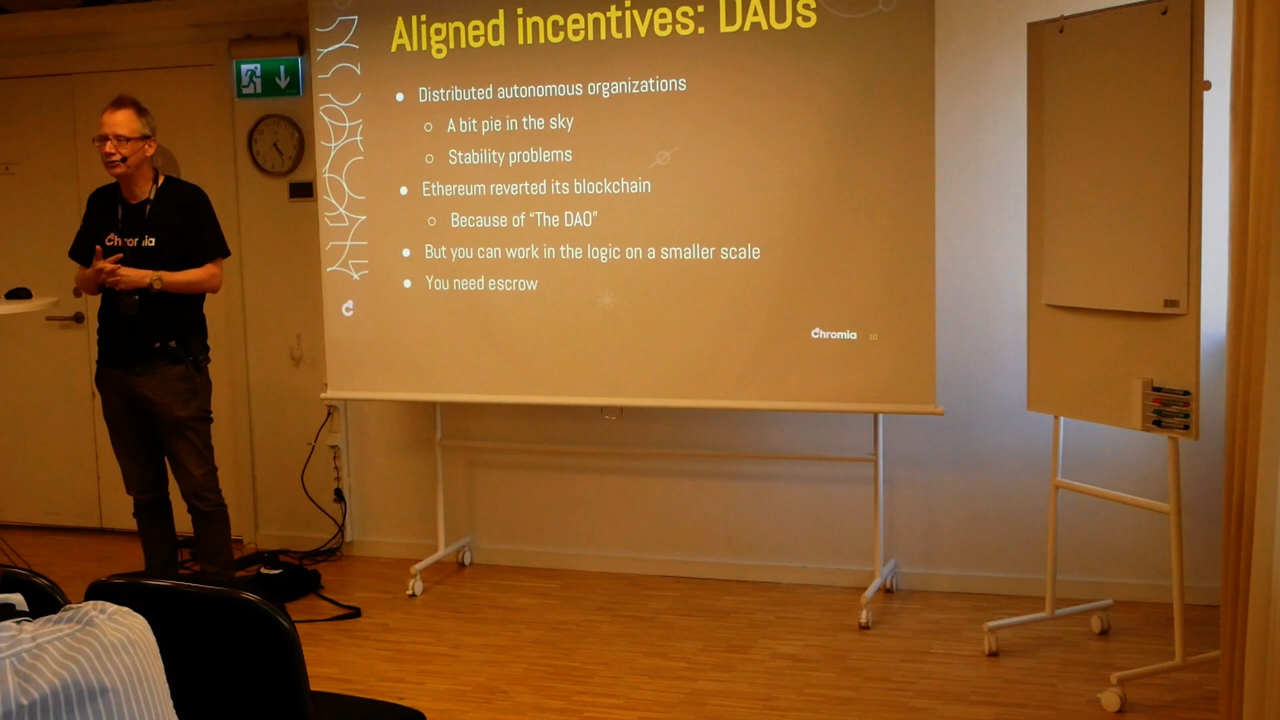 Aligned incentives: DAOs
Distributed autonomous organizations
A bit pie in the sky
Stability problems
Ethereum reverted its blockchain
Because of “The DAO”
But you can work in the logic on a smaller scale
You need escrow
Chromia 10
Chromia